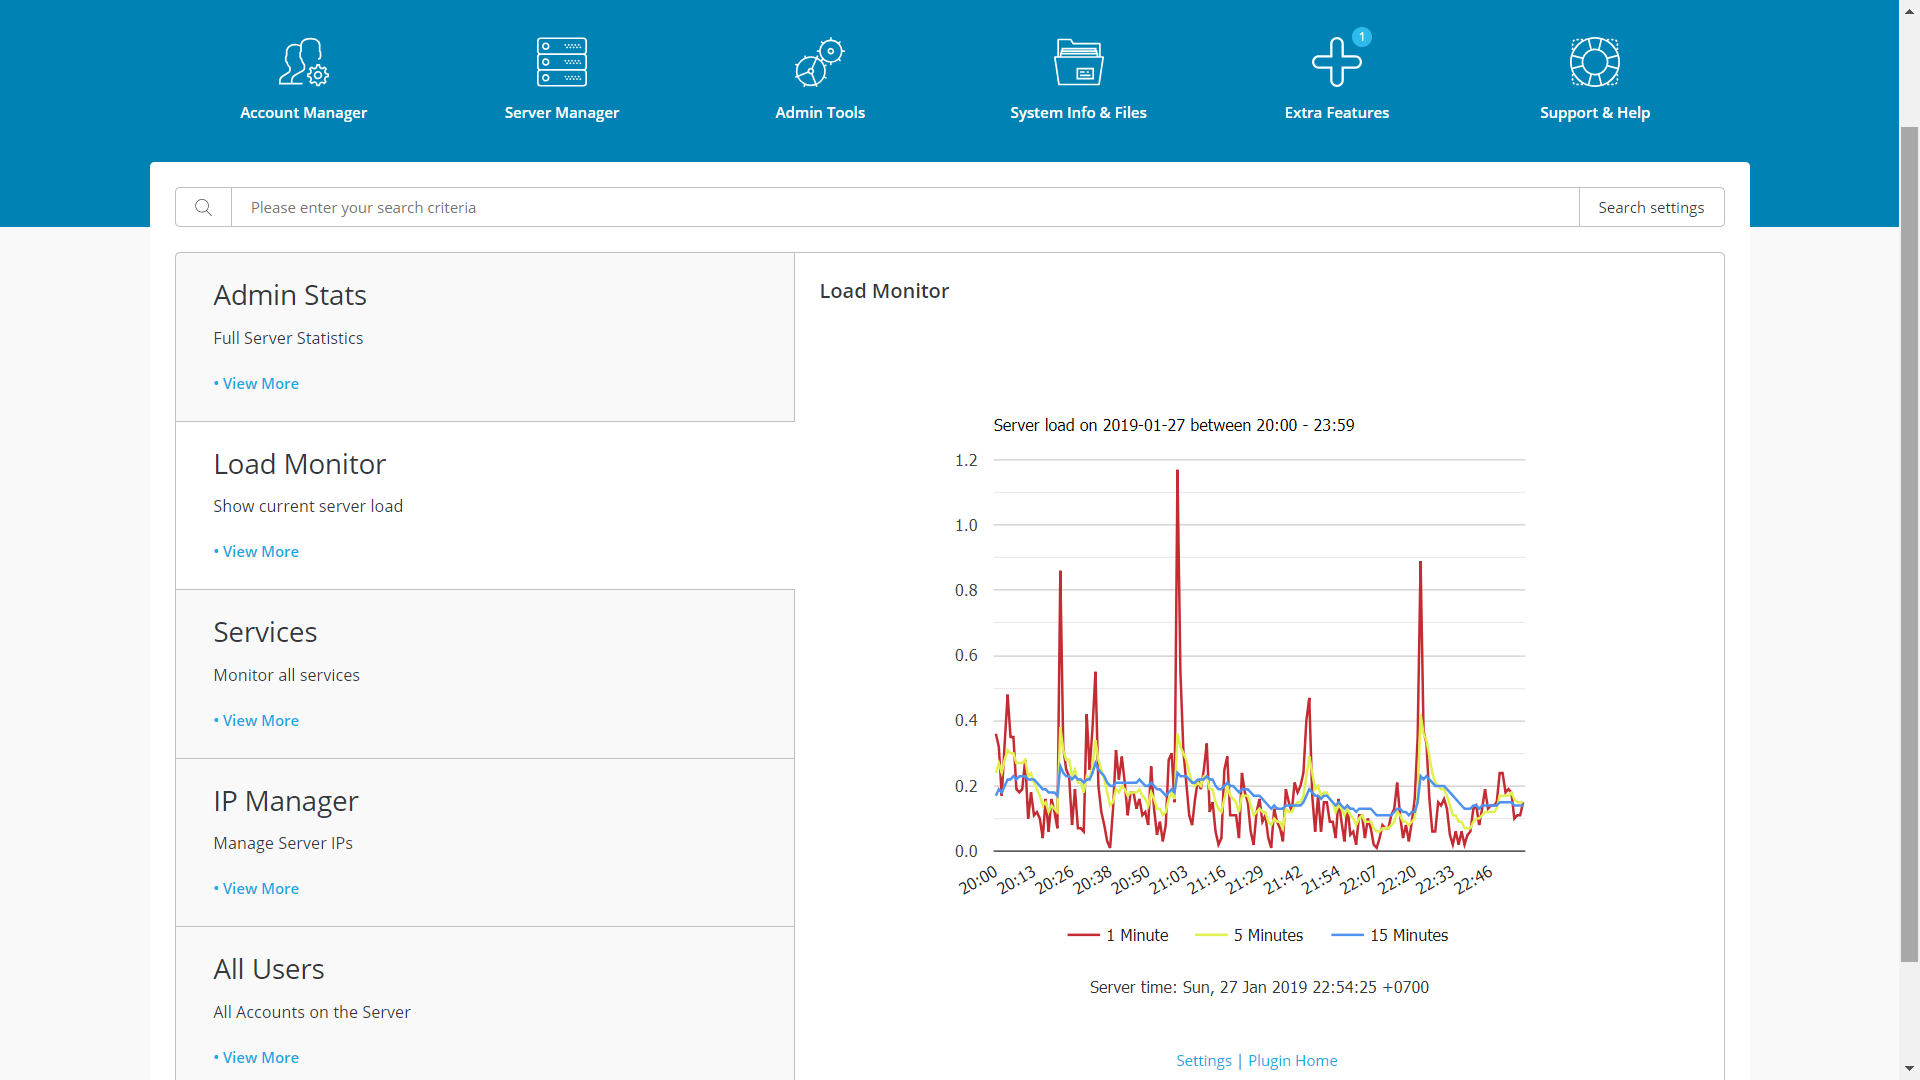 1
Account Manager
Server Manager
Admin Tools
System Info & Files
Extra Features
Support & Help
Please enter your search criteria
Search settings
Admin Stats
Full Server Statistics
• View More
Load Monitor
Show current server load
• View More
Services
Monitor all services
• View More
IP Manager
Manage Server IPs
• View More
All Users
All Accounts on the Server
• View More
Load Monitor
Server load on 2019-01-27 between 20:00 - 23:59
1.2
1.0
0.8
0.6
0.4
0.2
0.0
20:00 20:13 20:26 20:38 20:50 21:03 21:16 21:29 21:42 21:54 22:07 22:20 22:33 22:46
1 Minute 5 Minutes 15 Minutes
Server time: Sun, 27 Jan 2019 22:54:25 +0700
Settings | Plugin Home